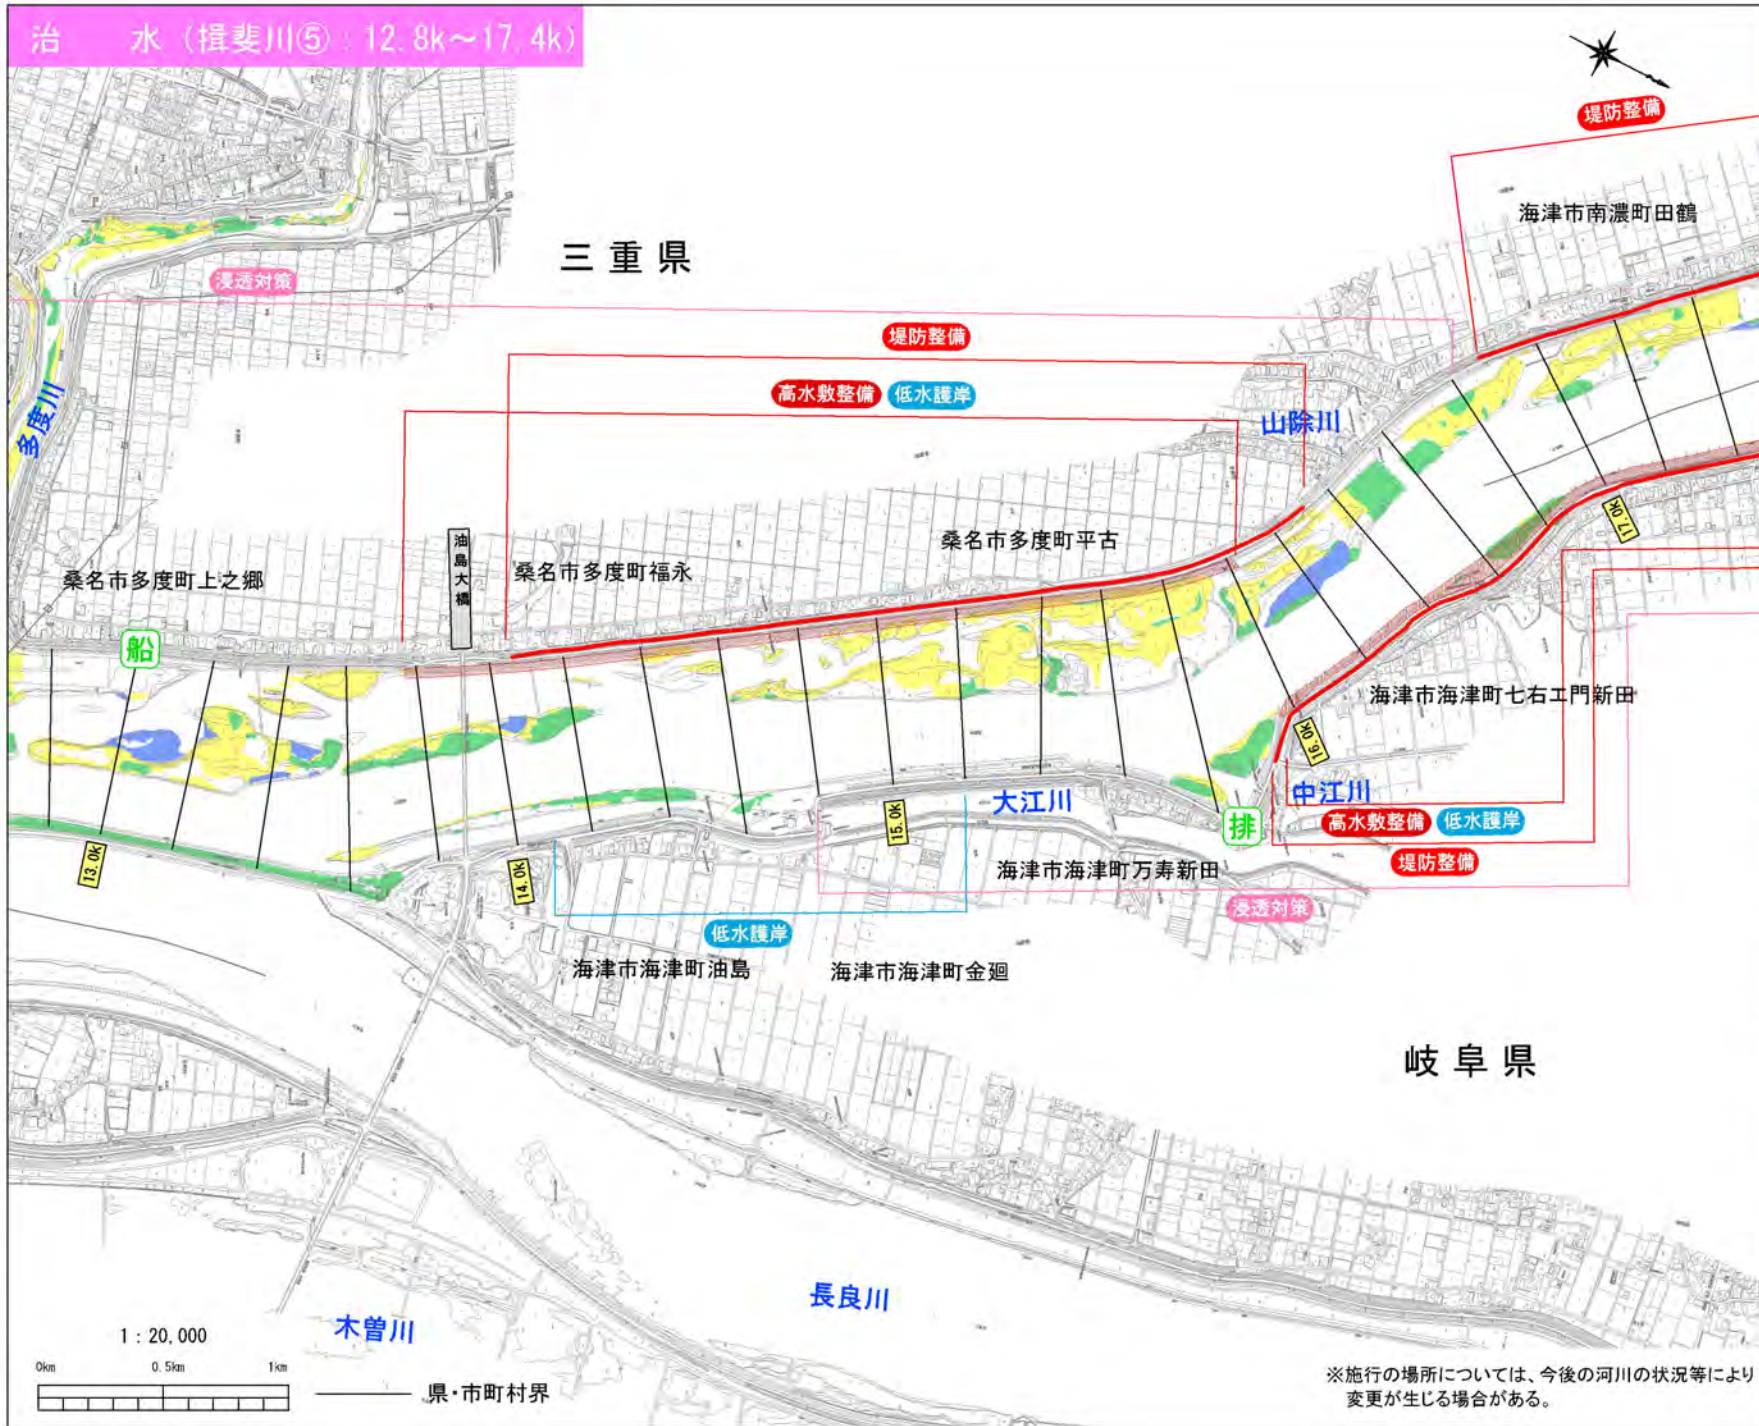 治　水（揖斐川⑤：12.8k～17.4k）
堤防整備
海津市南濃町田鶴
三重県
浸透対策
堤防整備
高水敷整備 低水護岸
多度川
山除川
油島大橋
桑名市多度町上之郷
桑名市多度町福永
桑名市多度町平古
17.0k
船
海津市海津町七右エ門新田
16.0k
中江川
大江川
排
高水敷整備 低水護岸
堤防整備
13.0k
14.0k
15.0k
海津市海津町万寿新田
浸透対策
低水護岸
海津市海津町油島
海津市海津町金廻
岐阜県
長良川
木曽川
1：20,000
0km 0.5km 1km
県・市町村界
※施行の場所については、今後の河川の状況等により
変更が生じる場合がある。